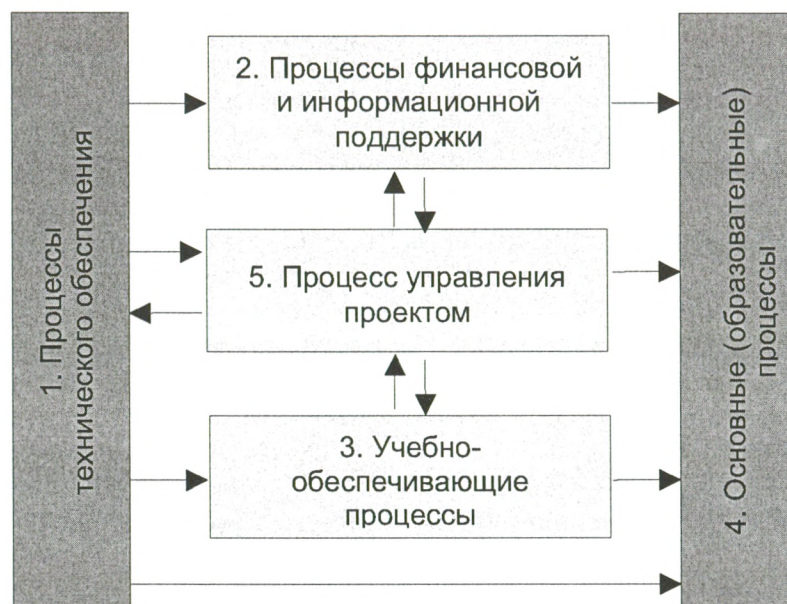 1. Процессы
технического обеспечения
2. Процессы финансовой
и информационной
поддержки
5. Процесс управления
проектом
3. Учебно-
обеспечивающие
процессы
4. Основные (образовательные)
процессы